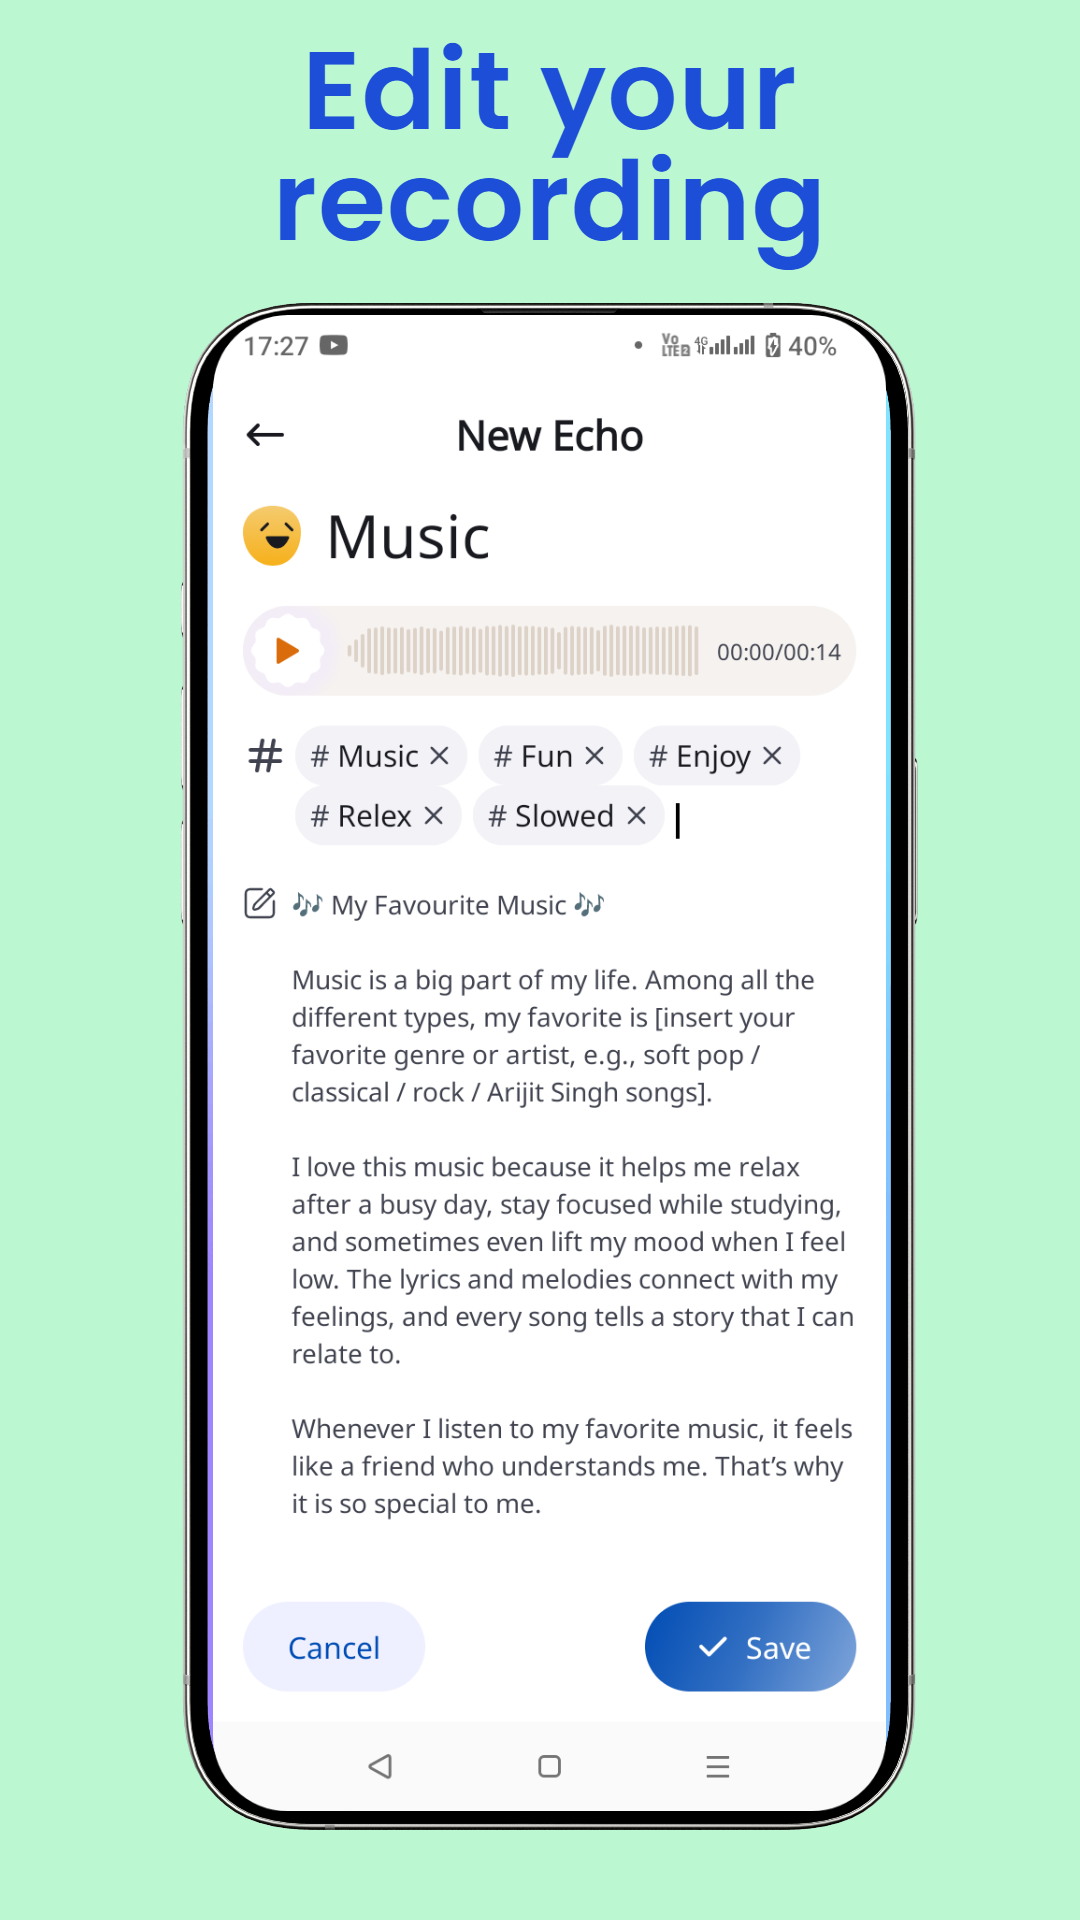 Edit your
recording
17:27 Vo LTE2 4G 40%
New Echo
Music
00:00/00:14
# # Music # Fun # Enjoy
# Relex # Slowed
🎶 My Favourite Music 🎶
Music is a big part of my life. Among all the
different types, my favorite is [insert your
favorite genre or artist, e.g., soft pop /
classical / rock / Arijit Singh songs].
I love this music because it helps me relax
after a busy day, stay focused while studying,
and sometimes even lift my mood when I feel
low. The lyrics and melodies connect with my
feelings, and every song tells a story that I can
relate to.
Whenever I listen to my favorite music, it feels
like a friend who understands me. That’s why
it is so special to me.
Cancel Save